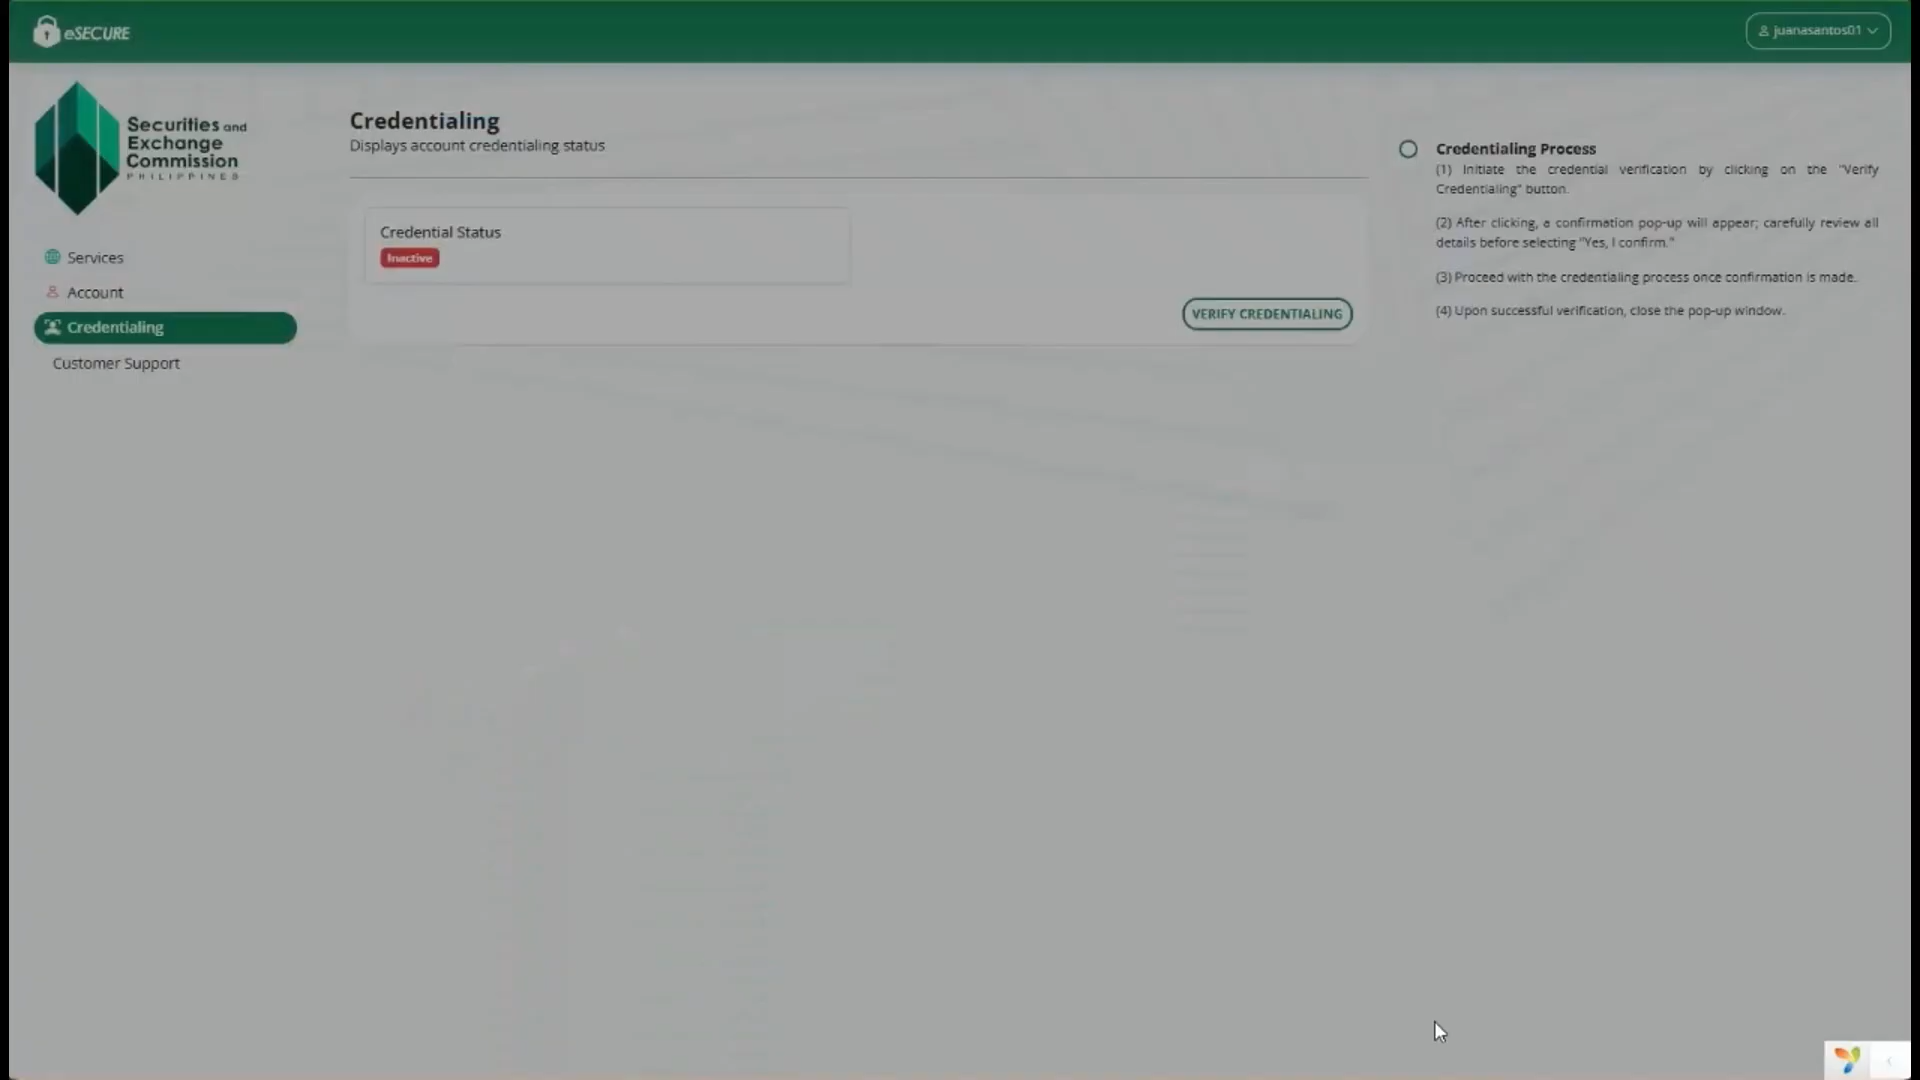 eSECURE
juanasantos01
Securities and
Exchange
Commission
PHILIPPINES
Services
Account
Credentialing
Customer Support
Credentialing
Displays account credentialing status
Credential Status
Inactive
VERIFY CREDENTIALING
Credentialing Process
(1) Initiate the credential verification by clicking on the "Verify
Credentialing" button.
(2) After clicking, a confirmation pop-up will appear; carefully review all
details before selecting "Yes, I confirm."
(3) Proceed with the credentialing process once confirmation is made.
(4) Upon successful verification, close the pop-up window.